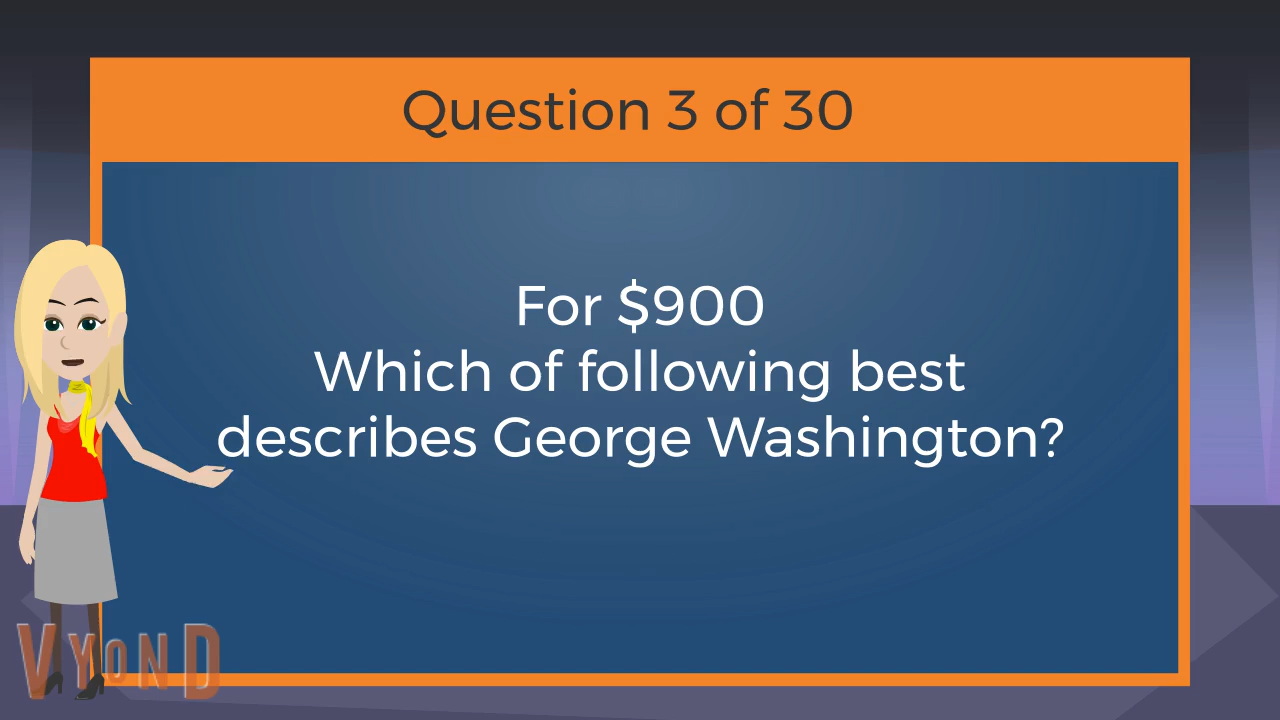 Question 3 of 30
For $900
Which of following best
describes George Washington?
VYOND